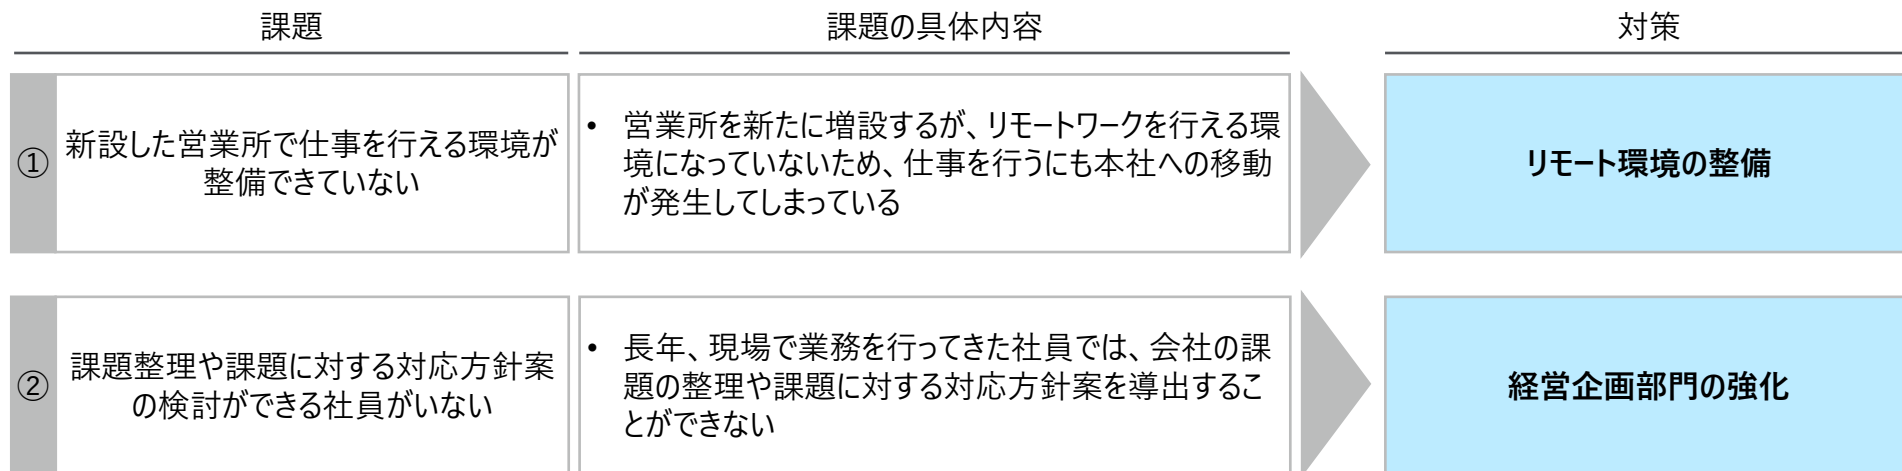 課題
課題の具体内容
対策
①
新設した営業所で仕事を行える環境が
整備できていない
• 営業所を新たに増設するが、リモートワークを行える環
境になっていないため、仕事を行うにも本社への移動
が発生してしまっている
リモート環境の整備
②
課題整理や課題に対する対応方針案
の検討ができる社員がいない
• 長年、現場で業務を行ってきた社員では、会社の課
題の整理や課題に対する対応方針案を導出するこ
とができない
経営企画部門の強化